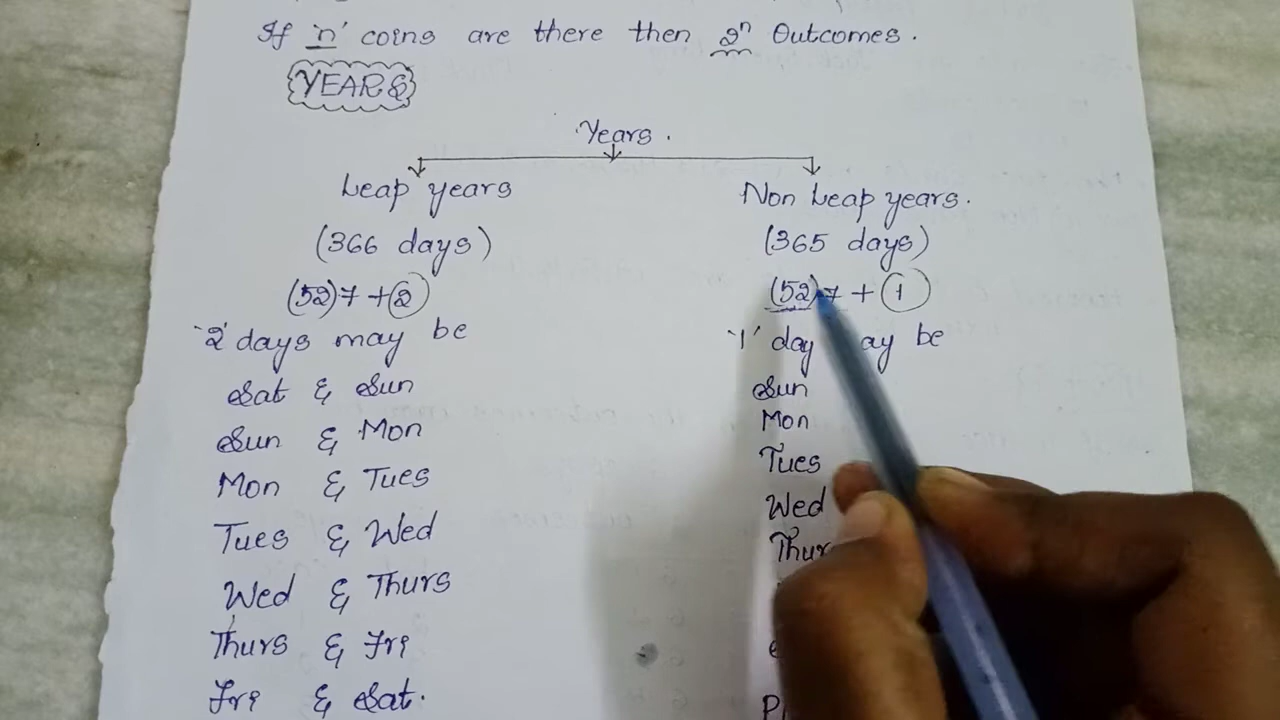 If 'n' coins are there then 2ⁿ Outcomes.
YEARS
Years.
Leap years
(366 days)
(52)7 + 2
'2' days may be
Sat & Sun
Sun & Mon
Mon & Tues
Tues & Wed
Wed & Thurs
Thurs & Fri
Fri & Sat.
Non Leap years.
(365 days)
(52)7 + 1
'1' day may be
Sun
Mon
Tues
Wed
Thur